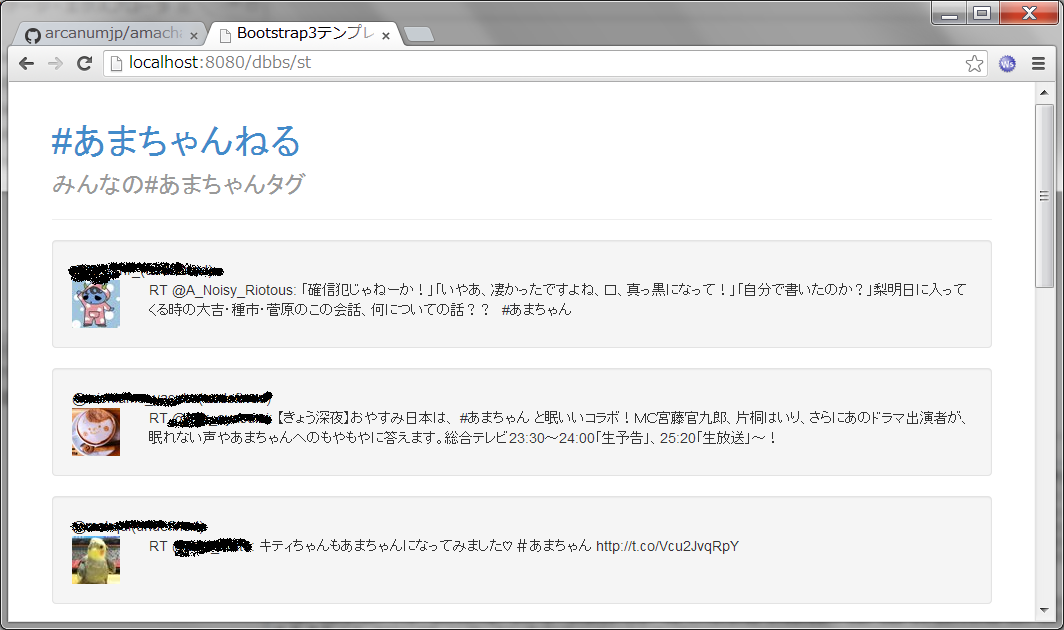 arcanumjp/amacha
Bootstrap3テンプレ
localhost:8080/dbbs/st
Ws
#あまちゃんねる
みんなの#あまちゃんタグ
RT @A_Noisy_Riotous: 「確信犯じゃねーか！」「いやあ、凄かったですよね、口、真っ黒になって！」「自分で書いたのか？」梨明日に入って
くる時の大吉・種市・菅原のこの会話、何についての話？？ #あまちゃん
RT @ 【きょう深夜】おやすみ日本は、 #あまちゃん と眠いいコラボ！MC宮藤官九郎、片桐はいり、さらにあのドラマ出演者が、
眠れない声やあまちゃんへのもやもやに答えます。総合テレビ23:30～24:00「生予告」、25:20「生放送」～！
RT : キティちゃんもあまちゃんになってみました♡ ＃あまちゃん http://t.co/Vcu2JvqRpY